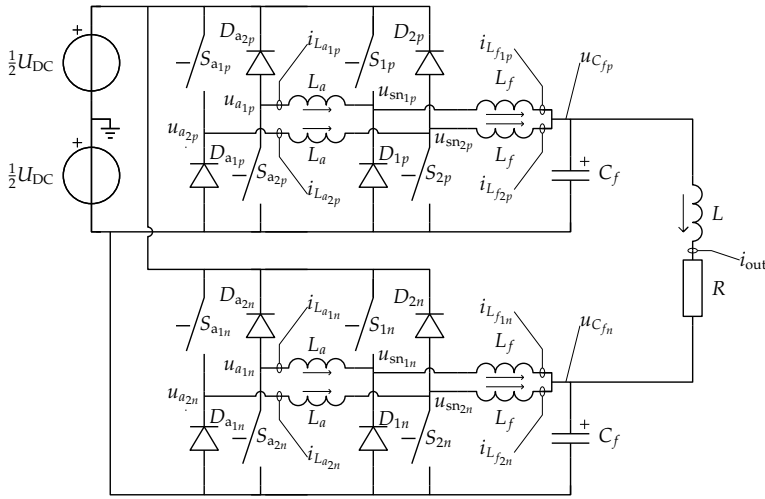 +
½U_DC
+
½U_DC
S_a1p
D_a2p
i_La1p
S_1p
D_2p
i_Lf1p
u_Cfp
u_a1p
L_a
u_sn1p
L_f
u_a2p
D_a1p
S_a2p
L_a
i_La2p
D_1p
S_2p
u_sn2p
L_f
i_Lf2p
+
C_f
L
i_out
R
S_a1n
D_a2n
i_La1n
S_1n
D_2n
i_Lf1n
u_Cfn
u_a1n
L_a
u_sn1n
L_f
u_a2n
D_a1n
S_a2n
L_a
i_La2n
D_1n
S_2n
u_sn2n
L_f
i_Lf2n
+
C_f